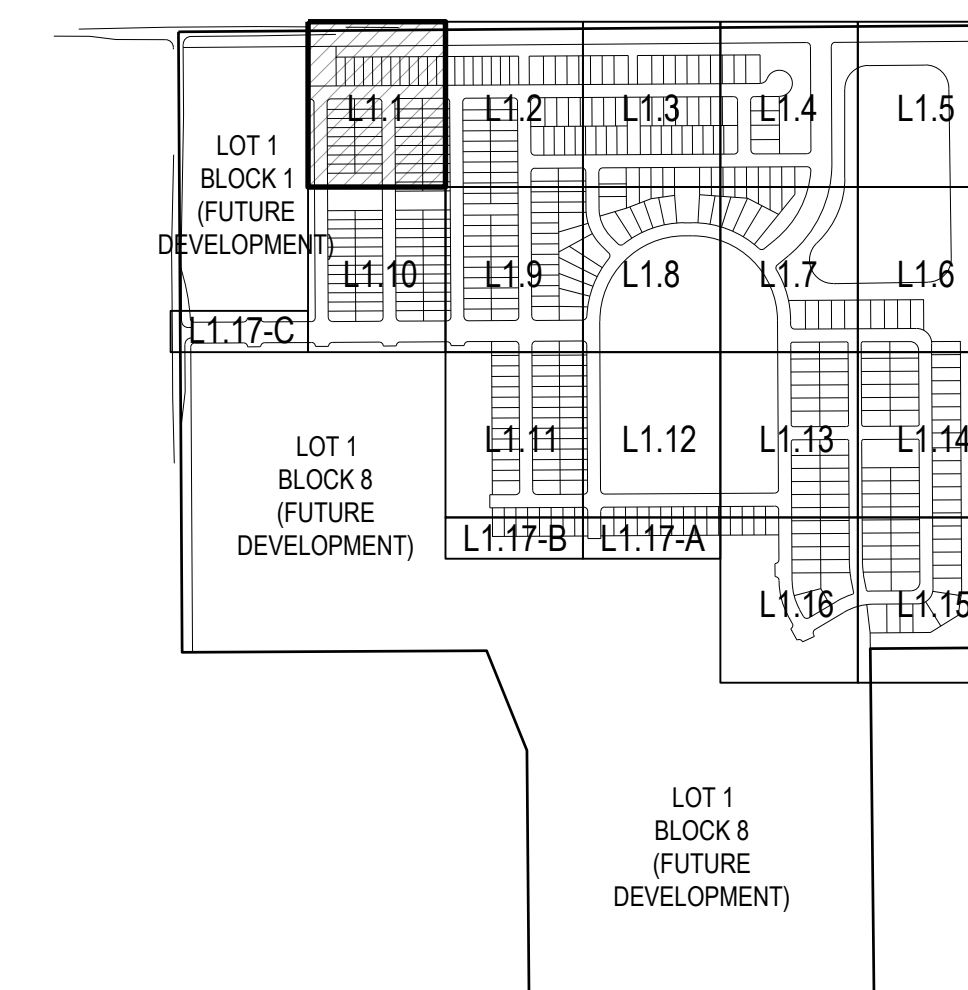 L1.1
L1.2
L1.3
L1.4
L1.5
LOT 1
BLOCK 1
(FUTURE
DEVELOPMENT)
L1.10
L1.9
L1.8
L1.7
L1.6
L1.17-C
LOT 1
BLOCK 8
(FUTURE
DEVELOPMENT)
L1.11
L1.12
L1.13
L1.14
L1.17-B
L1.17-A
L1.16
L1.15
LOT 1
BLOCK 8
(FUTURE
DEVELOPMENT)